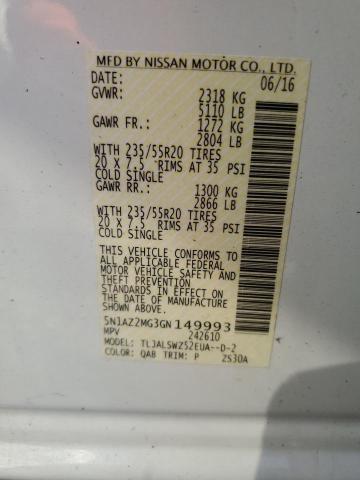 MFD BY NISSAN MOTOR CO., LTD.
DATE: 06/16
GVWR: 2318 KG
5110 LB
GAWR FR.: 1272 KG
2804 LB
WITH 235/55R20 TIRES
20 X 7.5 RIMS AT 35 PSI
COLD SINGLE
GAWR RR.: 1300 KG
2866 LB
WITH 235/55R20 TIRES
20 X 7.5 RIMS AT 35 PSI
COLD SINGLE
THIS VEHICLE CONFORMS TO
ALL APPLICABLE FEDERAL
MOTOR VEHICLE SAFETY AND
THEFT PREVENTION
STANDARDS IN EFFECT ON
THE DATE OF MANUFACTURE
SHOWN ABOVE.
5N1AZ2MG3GN149993
MPV 242610
MODEL: TLJALSWZ52EUA--D-2
COLOR: QAB TRIM: P 2S30A